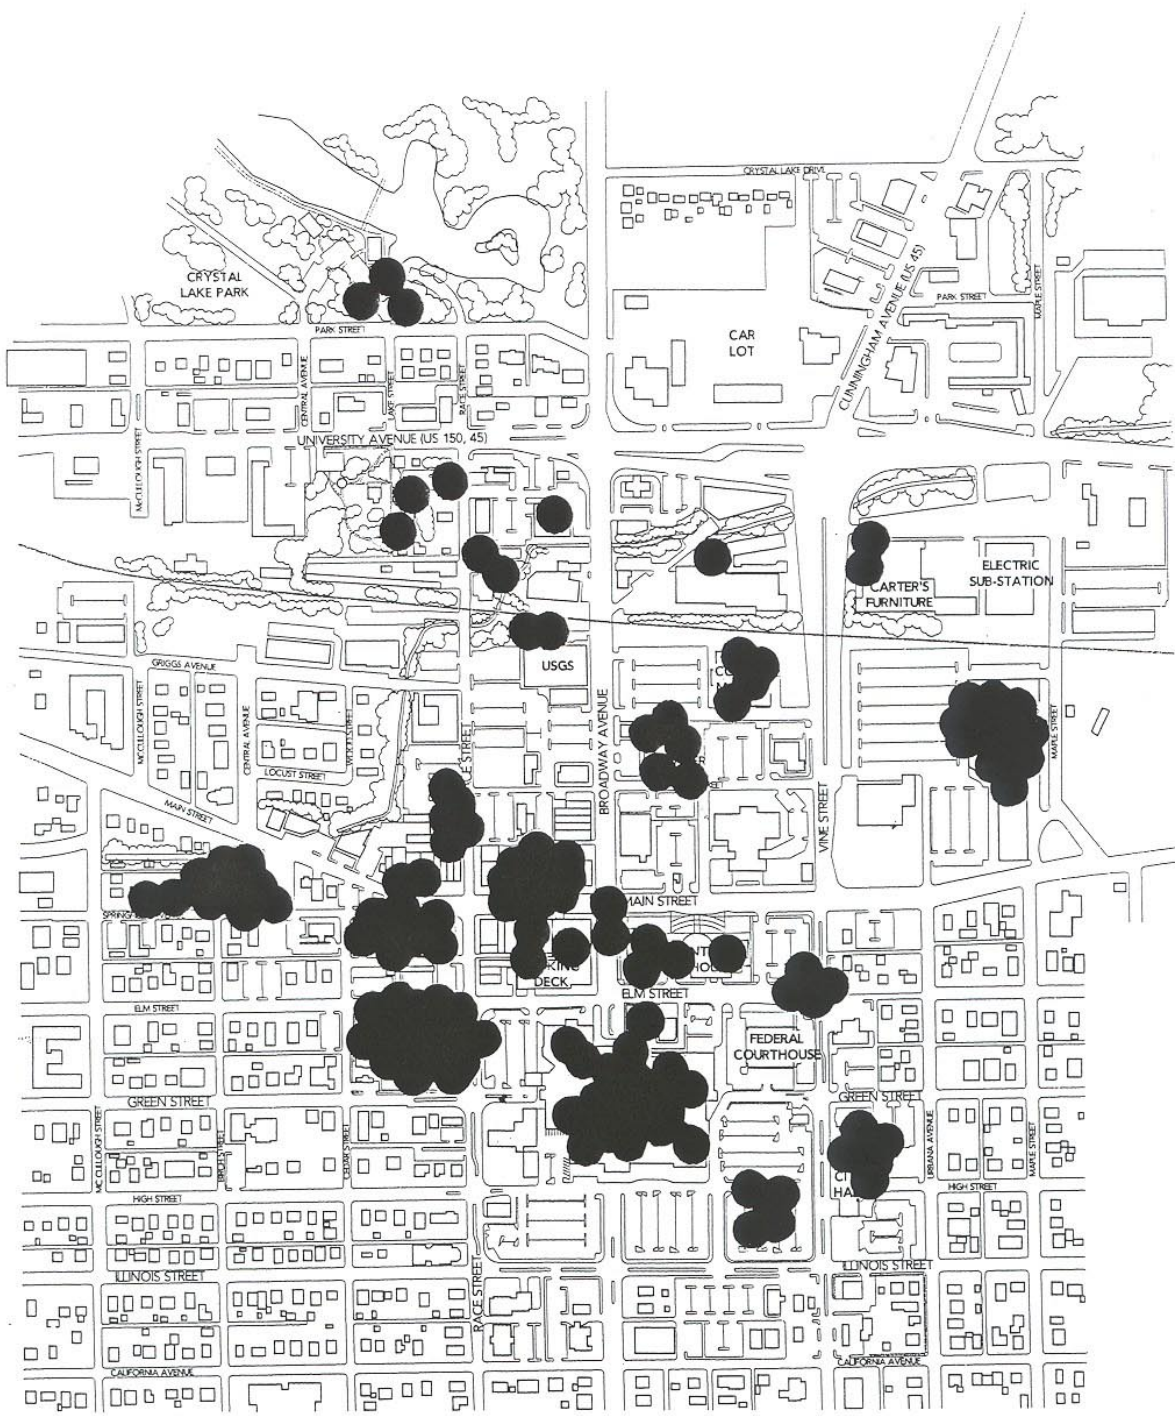 CRYSTAL LAKE DRIVE
CRYSTAL
LAKE PARK
CUNNINGHAM AVENUE (US 45)
PARK STREET
MAPLE STREET
PARK STREET
CAR
LOT
CENTRAL AVENUE
LAKE STREET
RACE STREET
UNIVERSITY AVENUE (US 150, 45)
McCULLOUGH STREET
ELECTRIC
SUB-STATION
CARTER'S
FURNITURE
USGS
GRIGGS AVENUE
McCULLOUGH STREET
CENTRAL AVENUE
BROADWAY AVENUE
MAPLE STREET
LOCUST STREET
MAIN STREET
VINE STREET
MAIN STREET
DECK
ELM STREET
ELM STREET
FEDERAL
COURTHOUSE
GREEN STREET
GREEN STREET
MC CULLOUGH STREET
BIRCH STREET
CEDAR STREET
URBANA AVENUE
MAPLE STREET
HIGH STREET
HIGH STREET
ILLINOIS STREET
ILLINOIS STREET
RACE STREET
CALIFORNIA AVENUE
CALIFORNIA AVENUE